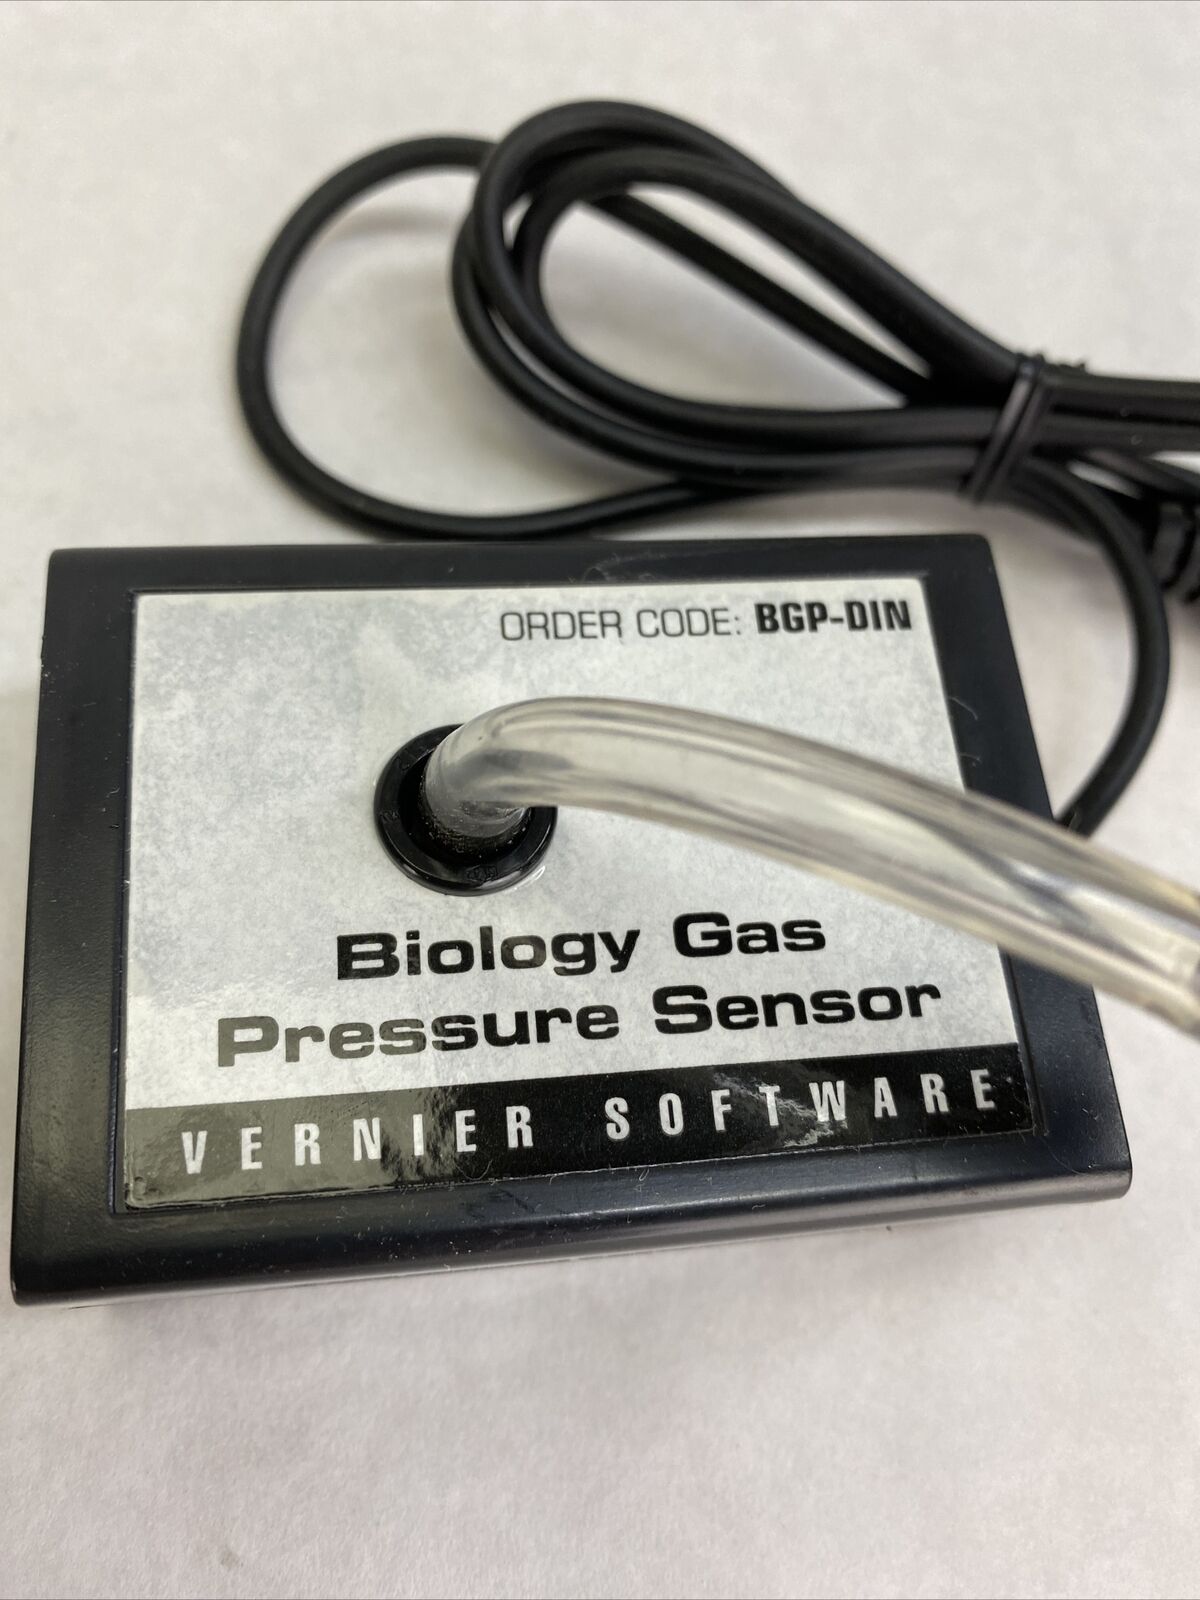 ORDER CODE: BGP-DIN
Biology Gas
Pressure Sensor
VERNIER SOFTWARE